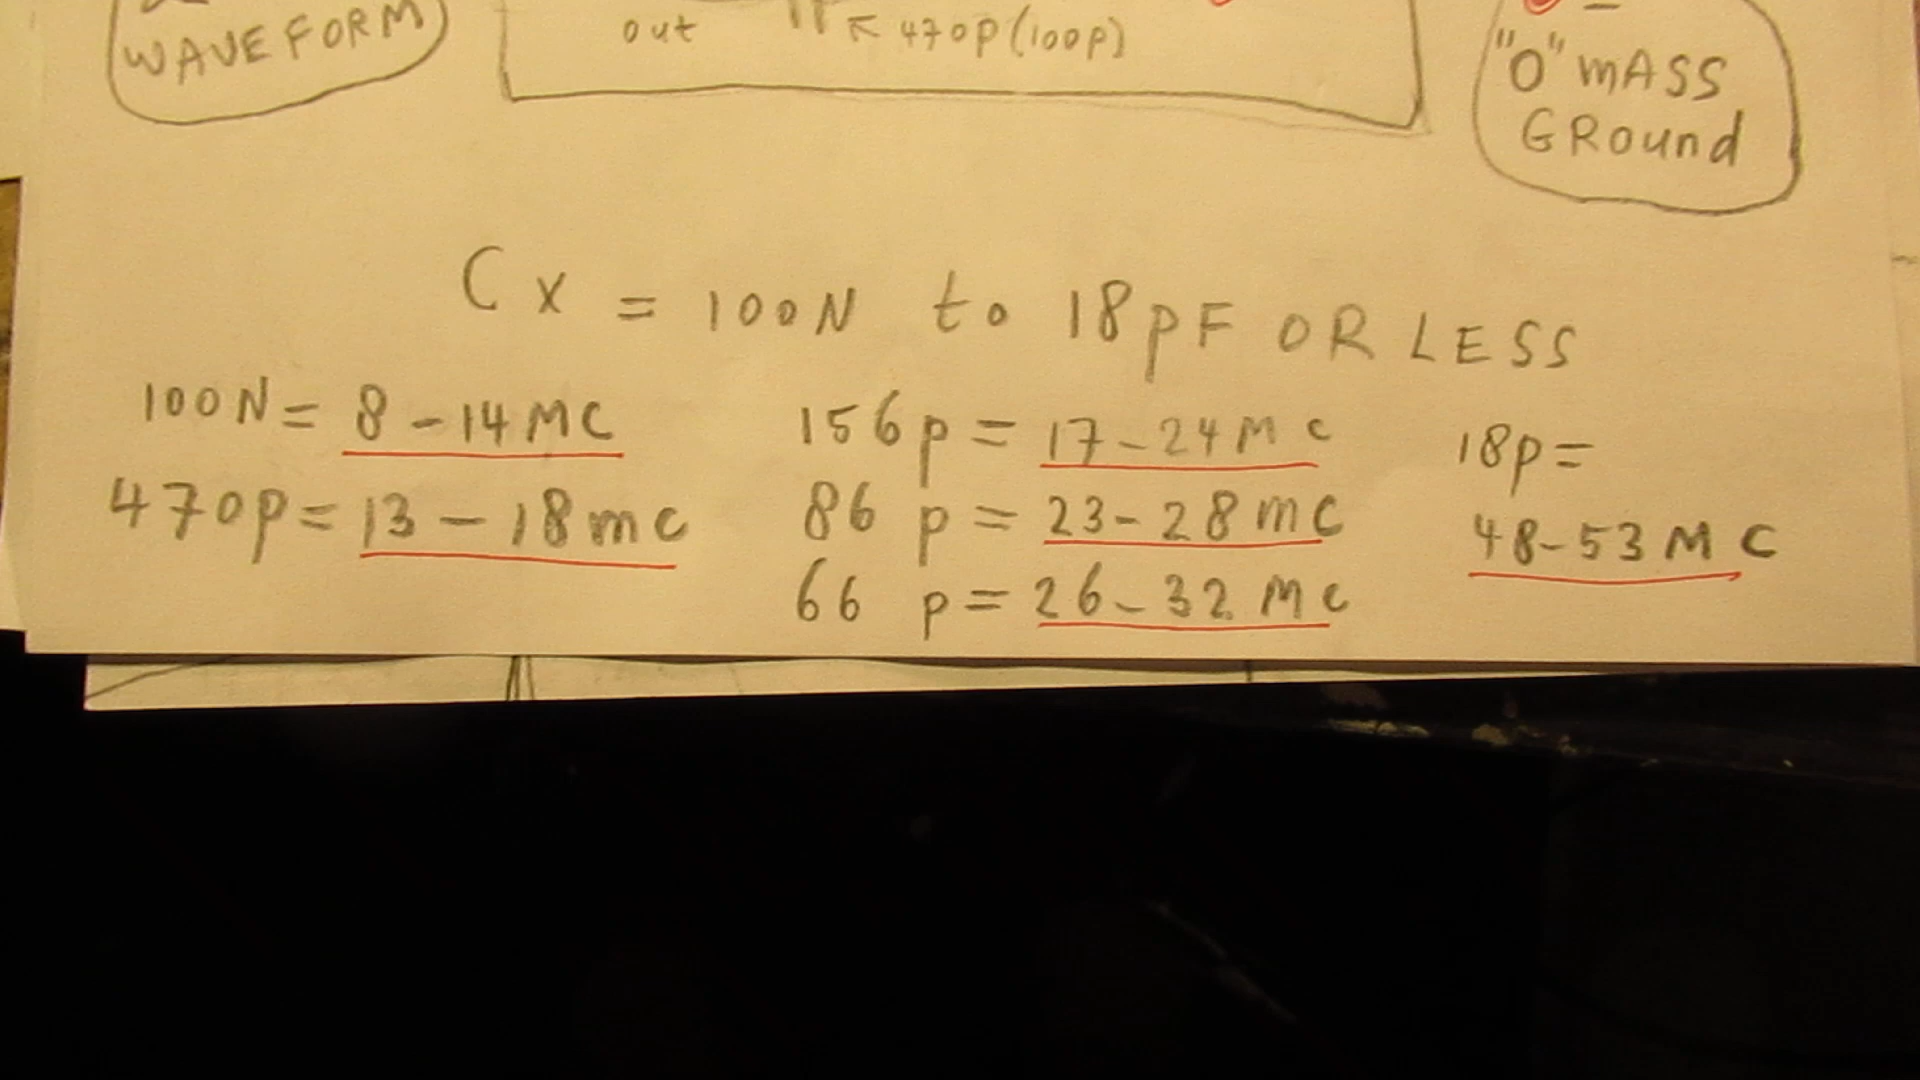 WAVEFORM
out 470p(100p)
"O" mASS
GRound
Cx = 100N to 18pF OR LESS
100N = 8-14MC
470p = 13-18mc
156p = 17-24Mc
86 p = 23-28mC
66 p = 26-32Mc
18p =
48-53MC